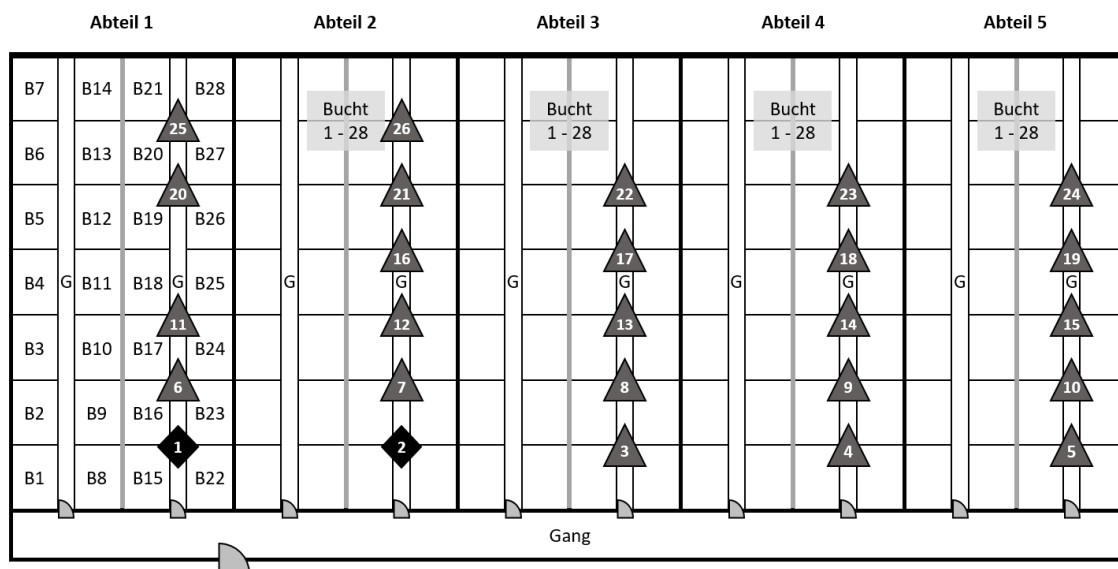 Abteil 1 Abteil 2 Abteil 3 Abteil 4 Abteil 5
B7 B14 B21 B28
Bucht Bucht Bucht Bucht
1 - 28 1 - 28 1 - 28 1 - 28
25 26
B6 B13 B20 B27
20 21 22 23 24
B5 B12 B19 B26
16 17 18 19
B4 G B11 B18 G B25 G G G G G G G G
11 12 13 14 15
B3 B10 B17 B24
6 7 8 9 10
B2 B9 B16 B23
1 2 3 4 5
B1 B8 B15 B22
Gang